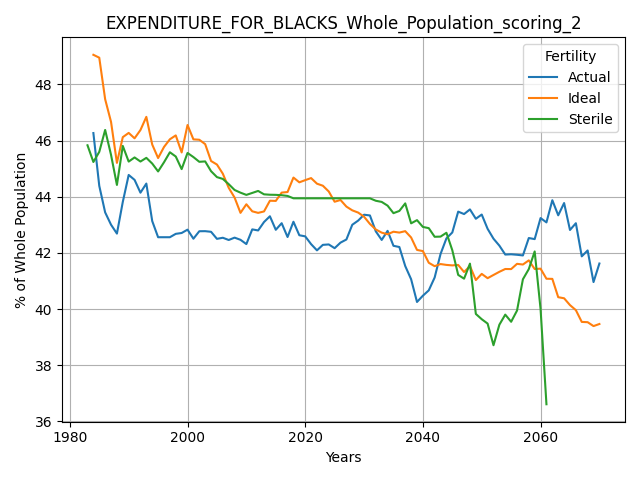 EXPENDITURE_FOR_BLACKS_Whole_Population_scoring_2
Fertility
Actual
Ideal
Sterile
% of Whole Population
48
46
44
42
40
38
36
1980
2000
2020
2040
2060
Years